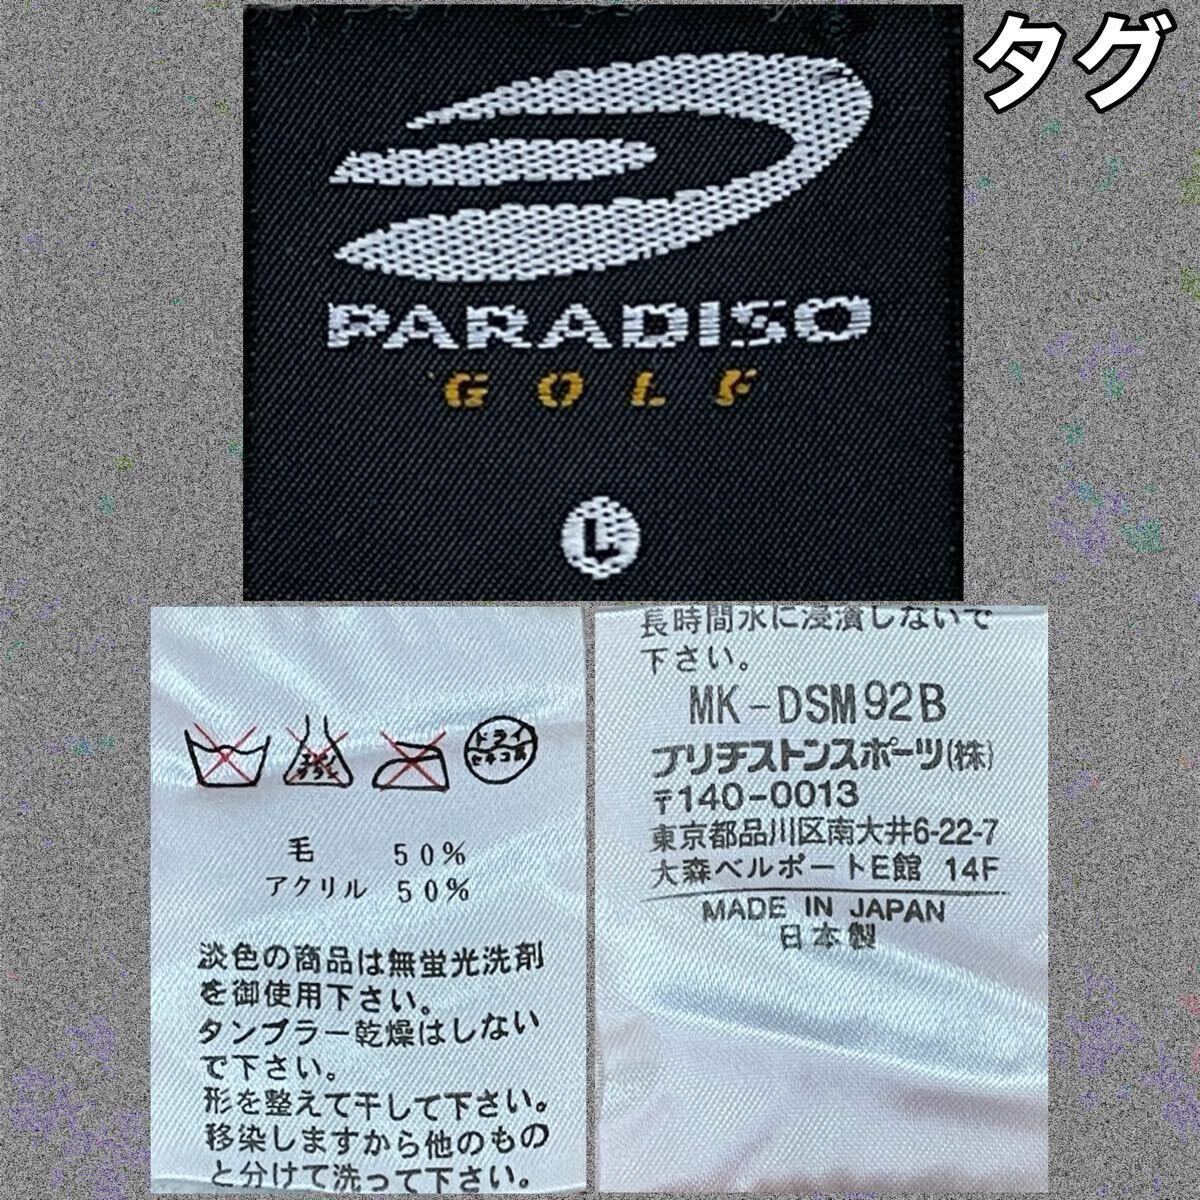 タグ
PARADISO
GOLF
L
エンソ
サラシ
ドライ
セキユ系
毛 50%
アクリル 50%
淡色の商品は無蛍光洗剤
を御使用下さい。
タンブラー乾燥はしない
で下さい。
形を整えて干して下さい。
移染しますから他のもの
と分けて洗って下さい。
長時間水に浸漬しないで
下さい。
MK-DSM92B
ブリヂストンスポーツ(株)
〒140-0013
東京都品川区南大井6-22-7
大森ベルポートE館 14F
MADE IN JAPAN
日本製